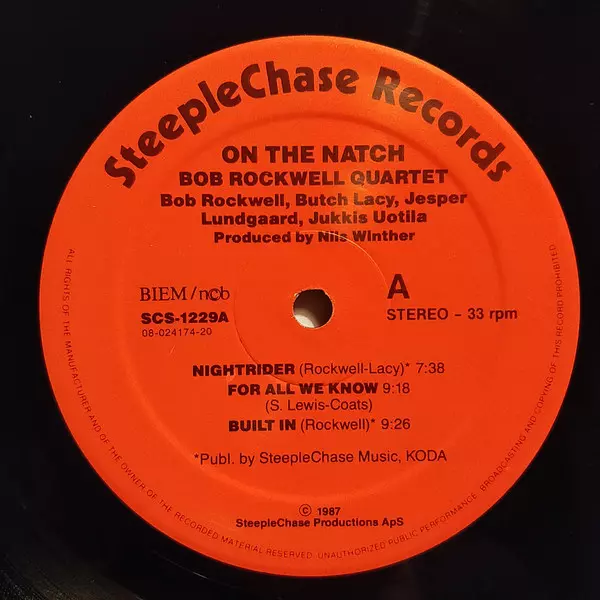 SteepleChase Records
ON THE NATCH
BOB ROCKWELL QUARTET
Bob Rockwell, Butch Lacy, Jesper
Lundgaard, Jukkis Uotila
Produced by Nils Winther
BIEM/ncb
SCS-1229A
08-024174-20
A
STEREO - 33 rpm
NIGHTRIDER (Rockwell-Lacy)* 7:38
FOR ALL WE KNOW 9:18
(S. Lewis-Coats)
BUILT IN (Rockwell)* 9:26
*Publ. by SteepleChase Music, KODA
© 1987
SteepleChase Productions ApS
ALL RIGHTS OF THE MANUFACTURER AND OF THE OWNER OF THE RECORDED MATERIAL RESERVED. UNAUTHORIZED PUBLIC PERFORMANCE, BROADCASTING AND COPYING OF THIS RECORD PROHIBITED